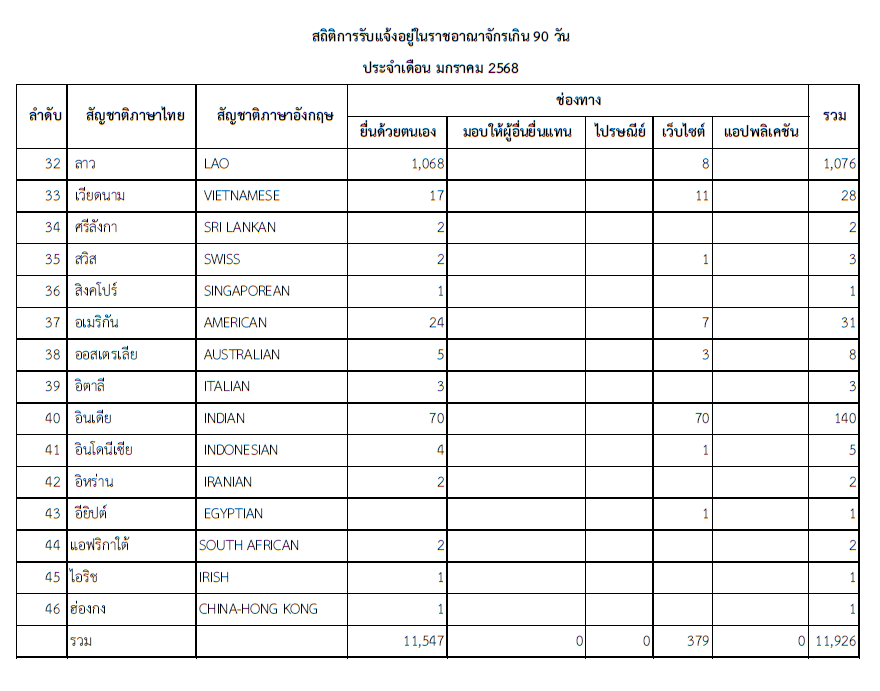 สถิติการรับแจ้งอยู่ในราชอาณาจักรเกิน 90 วัน
ประจำเดือน มกราคม 2568
ลำดับ สัญชาติภาษาไทย สัญชาติภาษาอังกฤษ ช่องทาง รวม
ยื่นด้วยตนเอง มอบให้ผู้อื่นยื่นแทน ไปรษณีย์ เว็บไซต์ แอปพลิเคชัน
32 ลาว LAO 1,068 8 1,076
33 เวียดนาม VIETNAMESE 17 11 28
34 ศรีลังกา SRI LANKAN 2 2
35 สวิส SWISS 2 1 3
36 สิงคโปร์ SINGAPOREAN 1 1
37 อเมริกัน AMERICAN 24 7 31
38 ออสเตรเลีย AUSTRALIAN 5 3 8
39 อิตาลี ITALIAN 3 3
40 อินเดีย INDIAN 70 70 140
41 อินโดนีเซีย INDONESIAN 4 1 5
42 อิหร่าน IRANIAN 2 2
43 อียิปต์ EGYPTIAN 1 1
44 แอฟริกาใต้ SOUTH AFRICAN 2 2
45 ไอริช IRISH 1 1
46 ฮ่องกง CHINA-HONG KONG 1 1
รวม 11,547 0 0 379 0 11,926